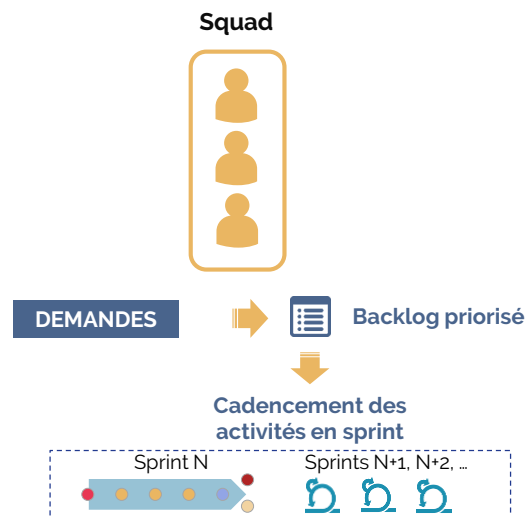 Squad
DEMANDES
Backlog priorisé
Cadencement des
activités en sprint
Sprint N
Sprints N+1, N+2, ...